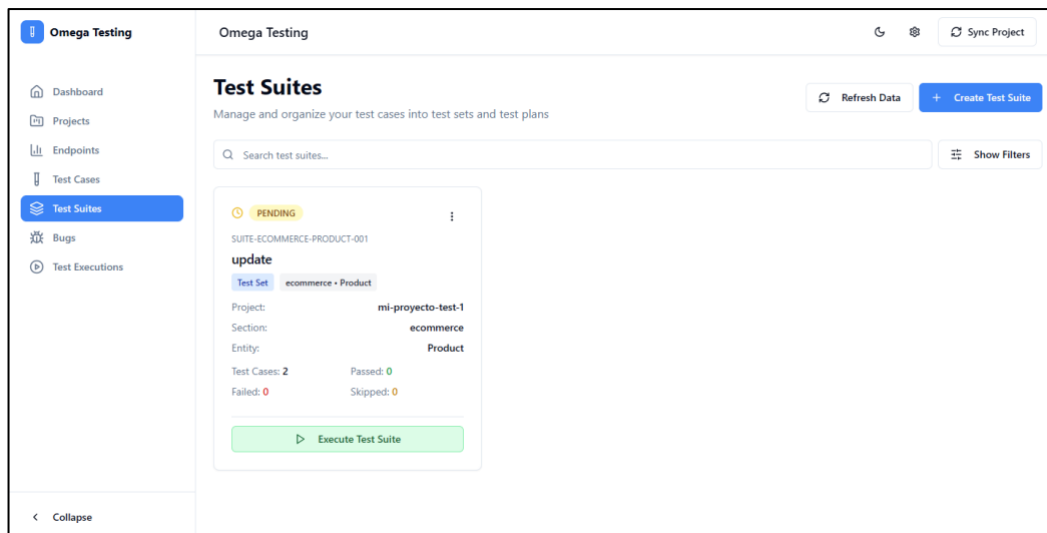 Omega Testing
Dashboard
Projects
Endpoints
Test Cases
Test Suites
Bugs
Test Executions
Collapse
Omega Testing
Sync Project
Test Suites
Manage and organize your test cases into test sets and test plans
Refresh Data
+ Create Test Suite
Search test suites...
Show Filters
PENDING
SUITE-ECOMMERCE-PRODUCT-001
update
Test Set ecommerce • Product
Project: mi-proyecto-test-1
Section: ecommerce
Entity: Product
Test Cases: 2 Passed: 0
Failed: 0 Skipped: 0
Execute Test Suite